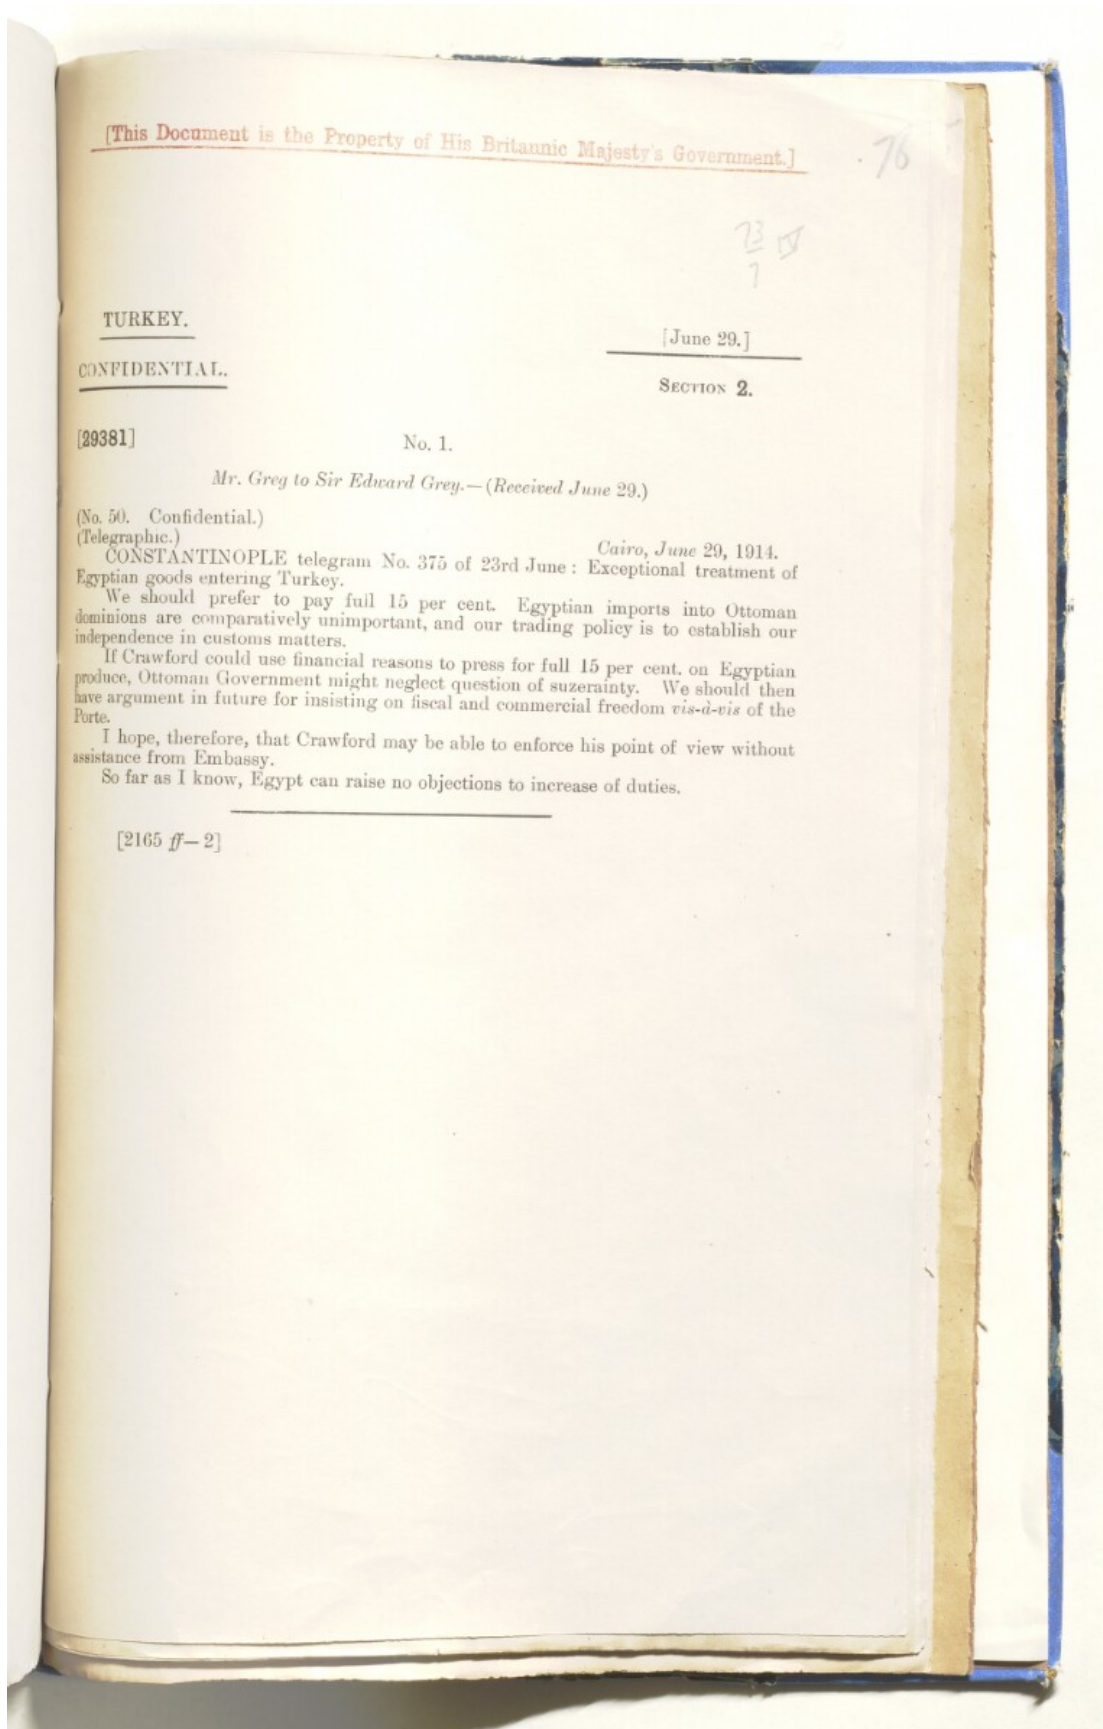 [This Document is the Property of His Britannic Majesty's Government.]
76
73
7
IV
TURKEY.
[June 29.]
CONFIDENTIAL.
SECTION 2.
[29381]
No. 1.
Mr. Greg to Sir Edward Grey.—(Received June 29.)
(No. 50. Confidential.)
(Telegraphic.)
Cairo, June 29, 1914.
CONSTANTINOPLE telegram No. 375 of 23rd June: Exceptional treatment of
Egyptian goods entering Turkey.
We should prefer to pay full 15 per cent. Egyptian imports into Ottoman
dominions are comparatively unimportant, and our trading policy is to establish our
independence in customs matters.
If Crawford could use financial reasons to press for full 15 per cent. on Egyptian
produce, Ottoman Government might neglect question of suzerainty. We should then
have argument in future for insisting on fiscal and commercial freedom vis-à-vis of the
Porte.
I hope, therefore, that Crawford may be able to enforce his point of view without
assistance from Embassy.
So far as I know, Egypt can raise no objections to increase of duties.
[2165 ff—2]